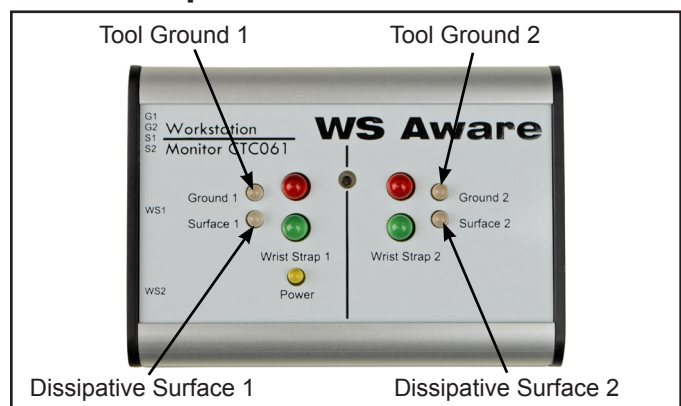 Tool Ground 1
Tool Ground 2
G1
G2
S1
S2
Workstation
Monitor CTC061
WS Aware
Ground 1
Ground 2
WS1
Surface 1
Surface 2
Wrist Strap 1
Wrist Strap 2
WS2
Power
Dissipative Surface 1
Dissipative Surface 2